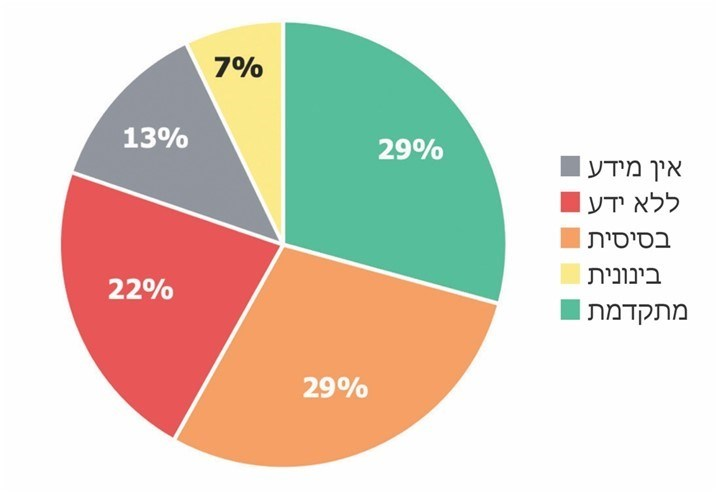 7%
29%
13%
22%
29%
אין מידע
ללא ידע
בסיסית
בינונית
מתקדמת